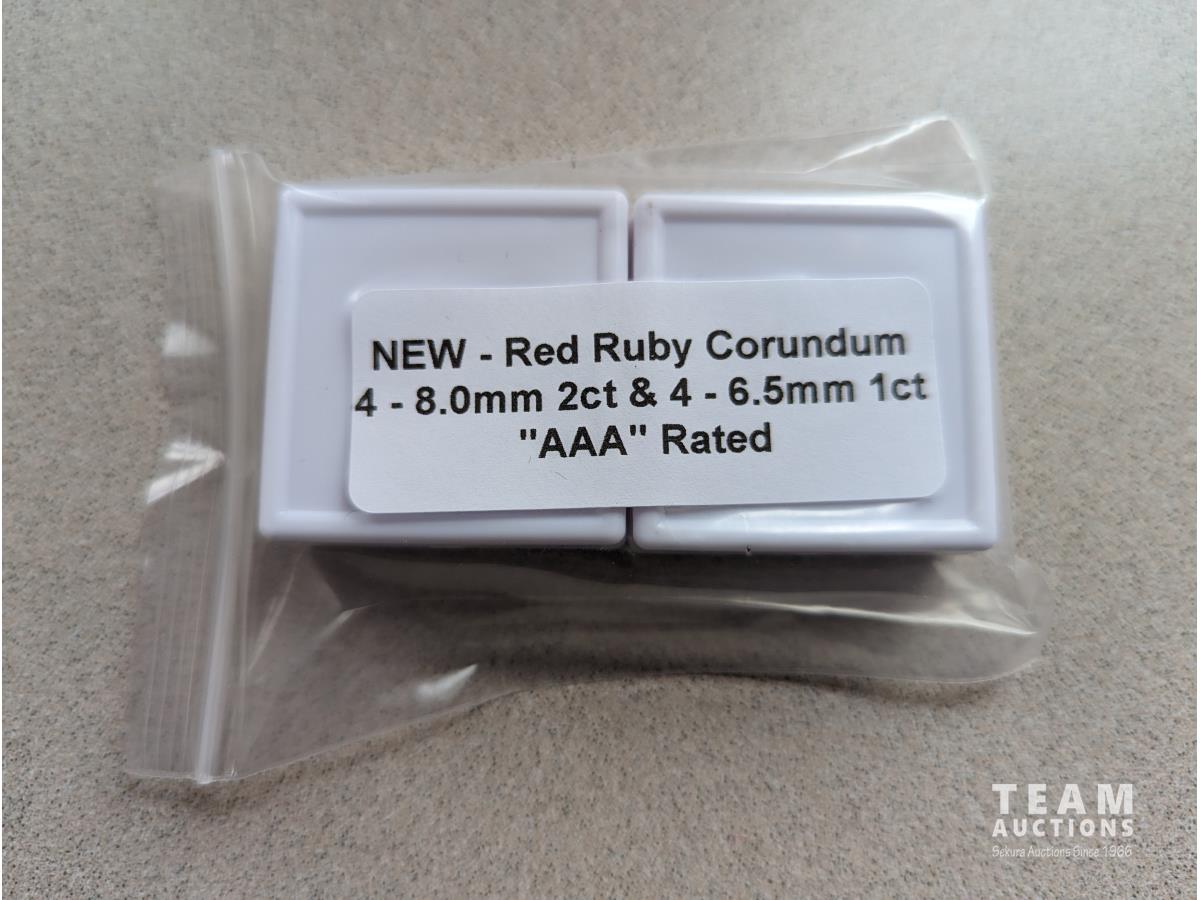 NEW - Red Ruby Corundum
4 - 8.0mm 2ct & 4 - 6.5mm 1ct
"AAA" Rated
TEAM
AUCTIONS
Sekura Auctions Since 1966